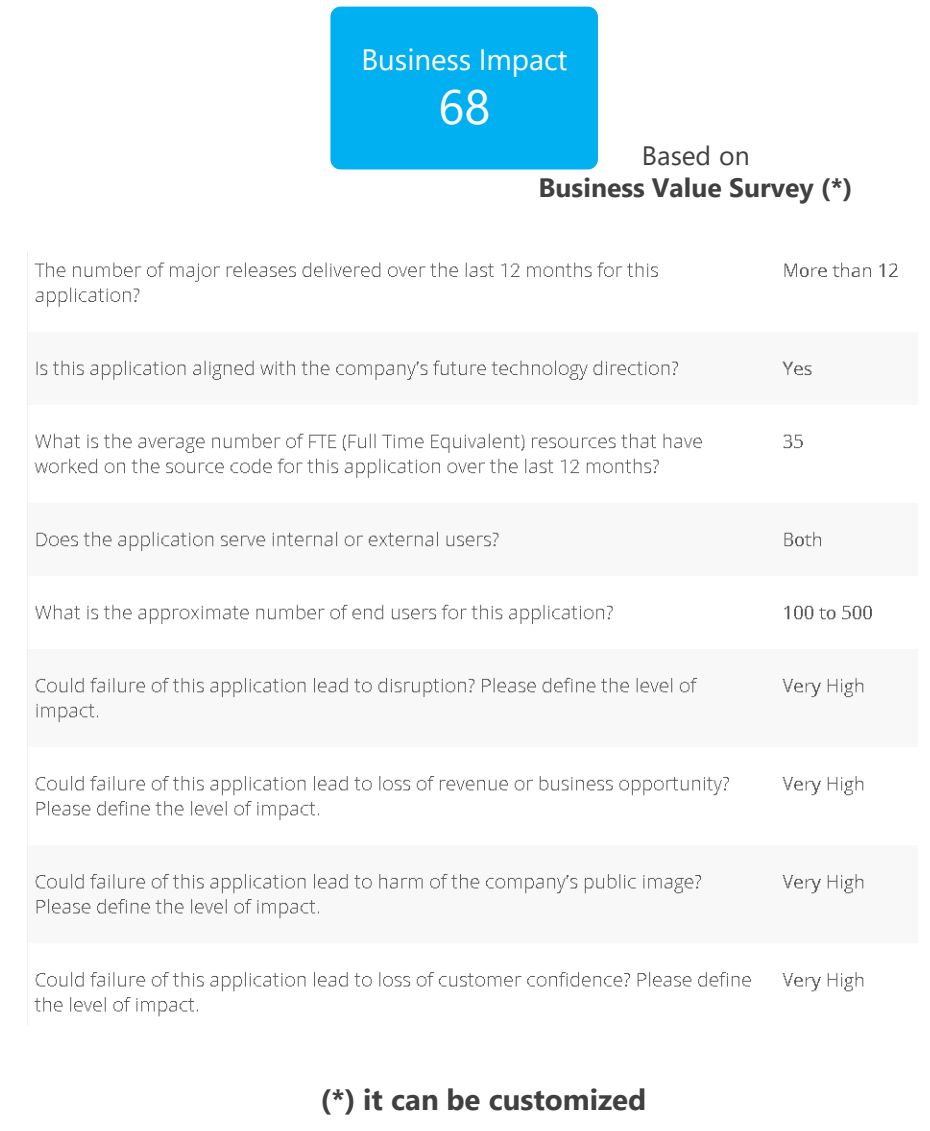 Business Impact
68
Based on
Business Value Survey (*)
The number of major releases delivered over the last 12 months for this
application?
More than 12
Is this application aligned with the company's future technology direction?
Yes
What is the average number of FTE (Full Time Equivalent) resources that have
worked on the source code for this application over the last 12 months?
35
Does the application serve internal or external users?
Both
What is the approximate number of end users for this application?
100 to 500
Could failure of this application lead to disruption? Please define the level of
impact.
Very High
Could failure of this application lead to loss of revenue or business opportunity?
Please define the level of impact.
Very High
Could failure of this application lead to harm of the company's public image?
Please define the level of impact.
Very High
Could failure of this application lead to loss of customer confidence? Please define
the level of impact.
Very High
(*) it can be customized